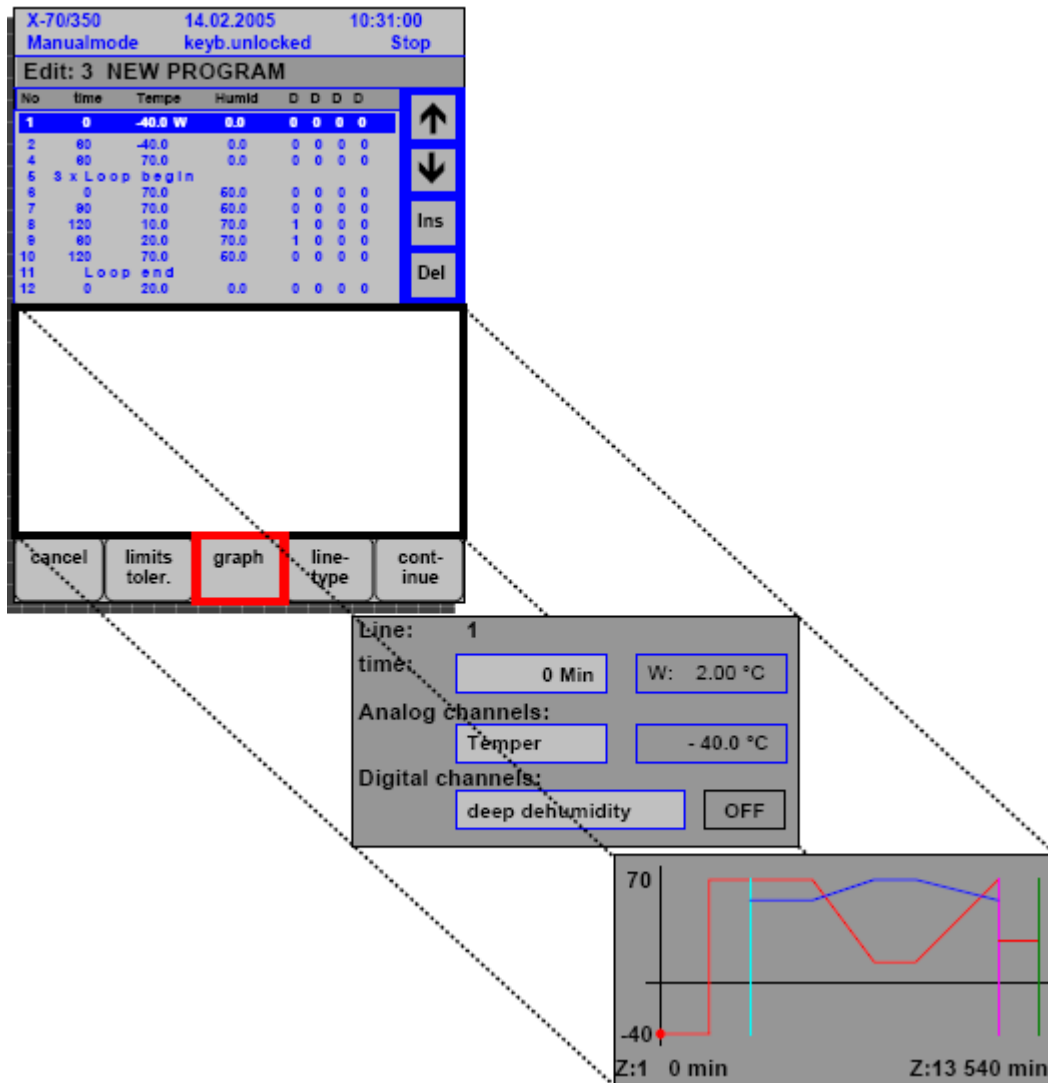 X-70/350 14.02.2005 10:31:00
Manualmode keyb.unlocked Stop
Edit: 3 NEW PROGRAM
No time Tempe Humid D D D D
1 0 -40.0 W 0.0 0 0 0 0
2 60 -40.0 0.0 0 0 0 0
4 60 70.0 0.0 0 0 0 0
5 3 x Loop begin
6 0 70.0 60.0 0 0 0 0
7 90 70.0 60.0 0 0 0 0
8 120 10.0 70.0 1 0 0 0
9 60 20.0 70.0 1 0 0 0
10 120 70.0 60.0 0 0 0 0
11 Loop end
12 0 20.0 0.0 0 0 0 0
Ins
Del
cancel
limits
toler.
graph
line-
type
cont-
inue
Line: 1
time: 0 Min W: 2.00 °C
Analog channels:
Temper - 40.0 °C
Digital channels:
deep dehumidity OFF
70
-40
Z:1 0 min Z:13 540 min